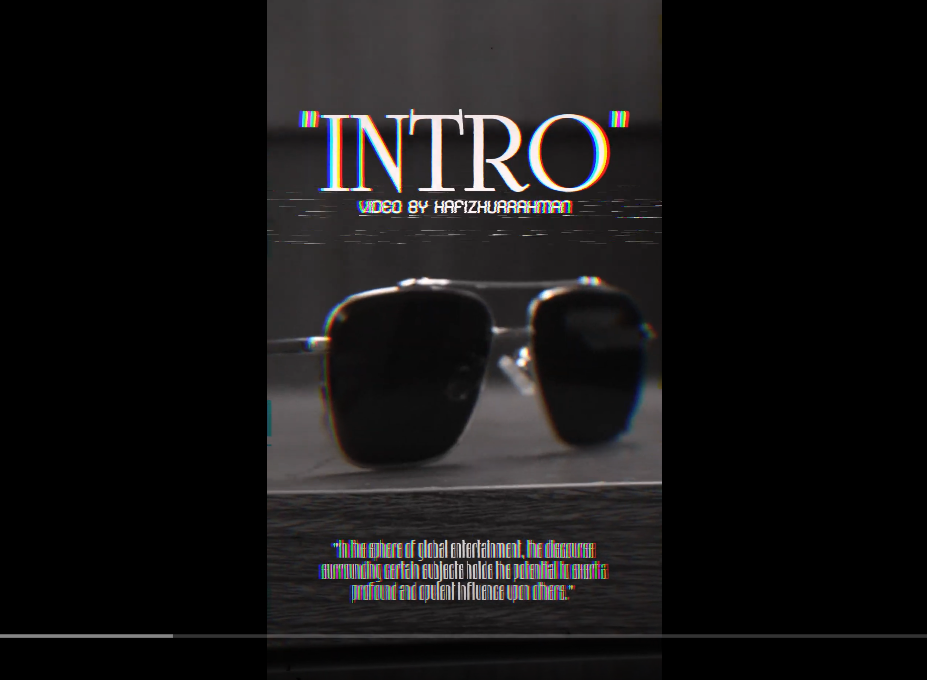 "INTRO"
VIDEO BY HAFIZHURRAHMAN
"In the sphere of global entertainment, the discourse
surrounding certain subjects holds the potential to exert a
profound and opulent influence upon others."